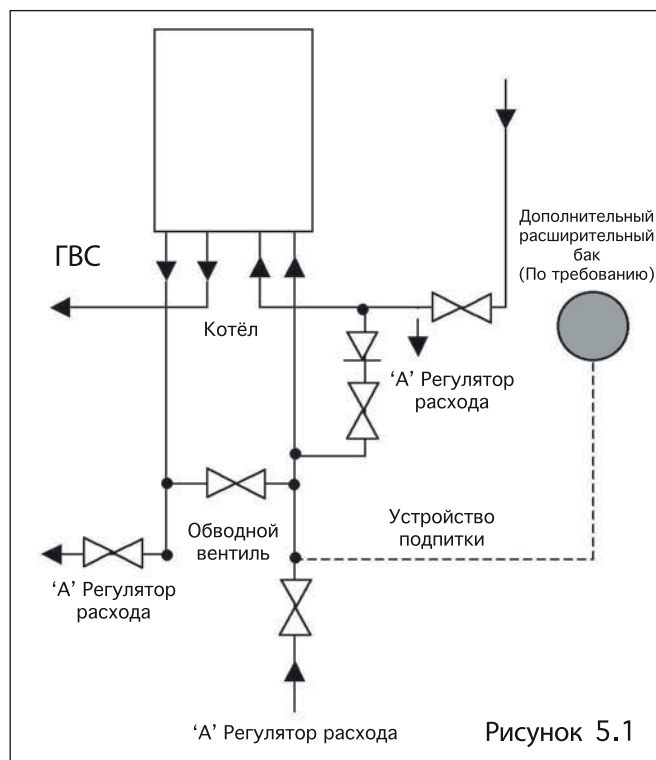 Дополнительный
расширительный
бак
(По требованию)
ГВС
Котёл
‘А’ Регулятор
расхода
Устройство
подпитки
Обводной
вентиль
‘А’ Регулятор
расхода
‘А’ Регулятор расхода
Рисунок 5.1